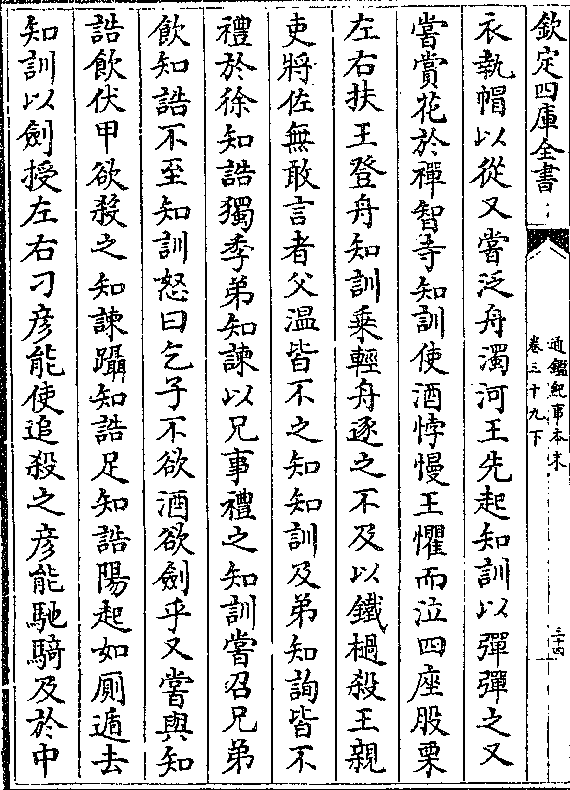 欽定四庫全書
通鑑紀事本末
卷三十九下
三十四
衣執帽以從又嘗泛舟濁河王先起知訓以彈彈之又
嘗賞花於禪智寺知訓使酒悖慢王懼而泣四座股栗
左右扶王登舟知訓乘輕舟逐之不及以鐵檛殺王親
吏將佐無敢言者父溫皆不之知知訓及弟知詢皆不
禮於徐知誥獨季弟知諫以兄事禮之知訓嘗召兄弟
飲知誥不至知訓怒曰乞子不欲酒欲劍乎又嘗與知
誥飲伏甲欲殺之知諫躡知誥足知誥陽起如厠遁去
知訓以劍授左右刁彥能使追殺之彥能馳騎及於中